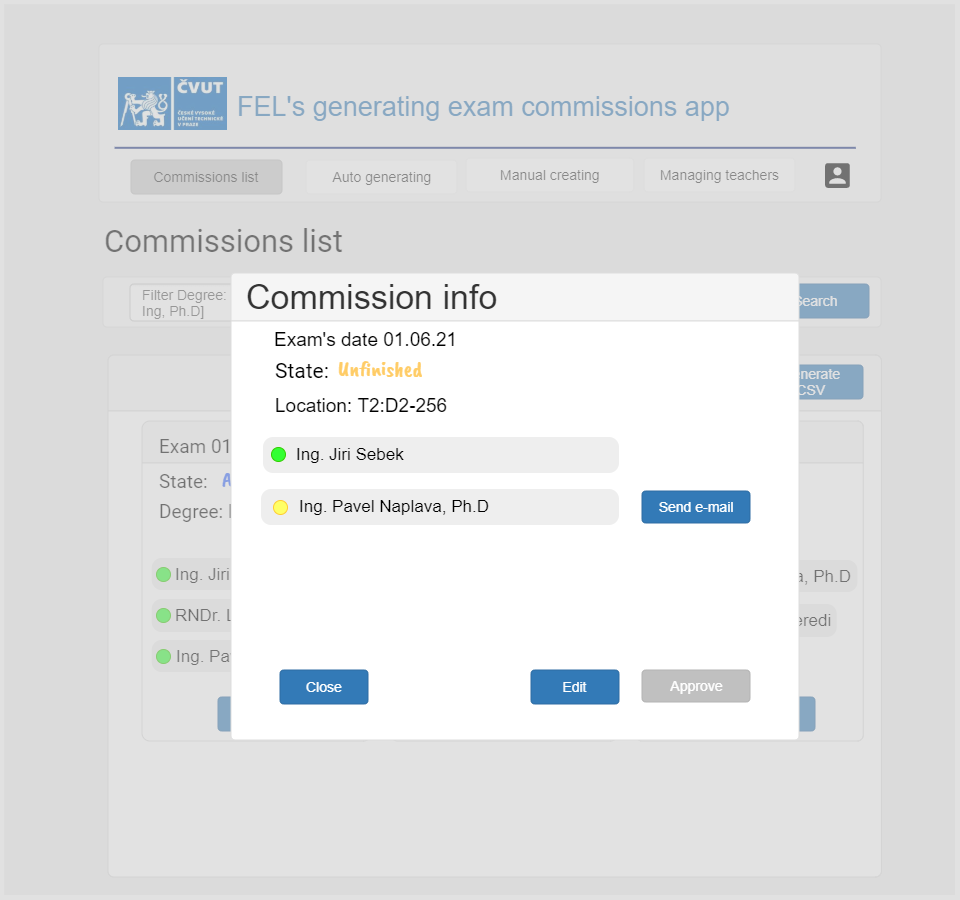 ČVUT
ČESKÉ VYSOKÉ
UČENÍ TECHNICKÉ
V PRAZE
FEL's generating exam commissions app
Commissions list
Auto generating
Manual creating
Managing teachers
Commissions list
Filter Degree:
Ing, Ph.D]
Search
Commission info
Exam's date 01.06.21
State: Unfinished
Location: T2:D2-256
Ing. Jiri Sebek
Ing. Pavel Naplava, Ph.D
Send e-mail
Close
Edit
Approve
CSV
Exam 01
State:
Degree:
Ing. Jiri
RNDr.
Ing.
Ph.D